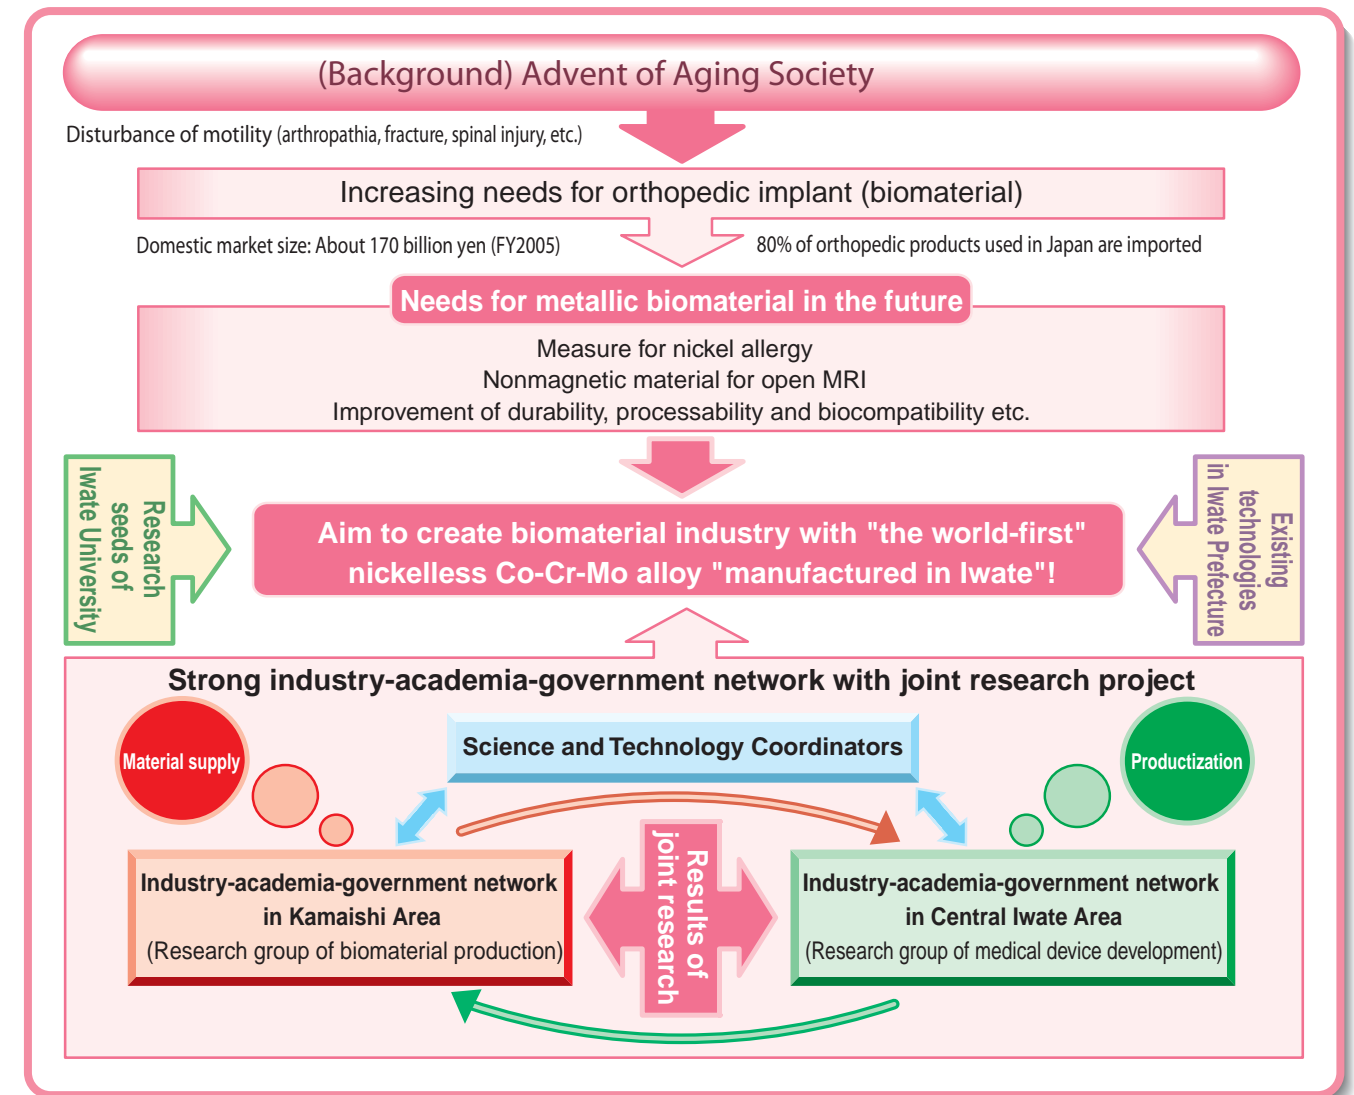 (Background) Advent of Aging Society
Disturbance of motility (arthropathia, fracture, spinal injury, etc.)
Increasing needs for orthopedic implant (biomaterial)
Domestic market size: About 170 billion yen (FY2005)
80% of orthopedic products used in Japan are imported
Needs for metallic biomaterial in the future
Measure for nickel allergy
Nonmagnetic material for open MRI
Improvement of durability, processability and biocompatibility etc.
Research
seeds of
Iwate University
Aim to create biomaterial industry with "the world-first"
nickelless Co-Cr-Mo alloy "manufactured in Iwate"!
Existing
technologies
in Iwate Prefecture
Strong industry-academia-government network with joint research project
Material supply
Science and Technology Coordinators
Productization
Industry-academia-government network
in Kamaishi Area
(Research group of biomaterial production)
Results of
joint research
Industry-academia-government network
in Central Iwate Area
(Research group of medical device development)